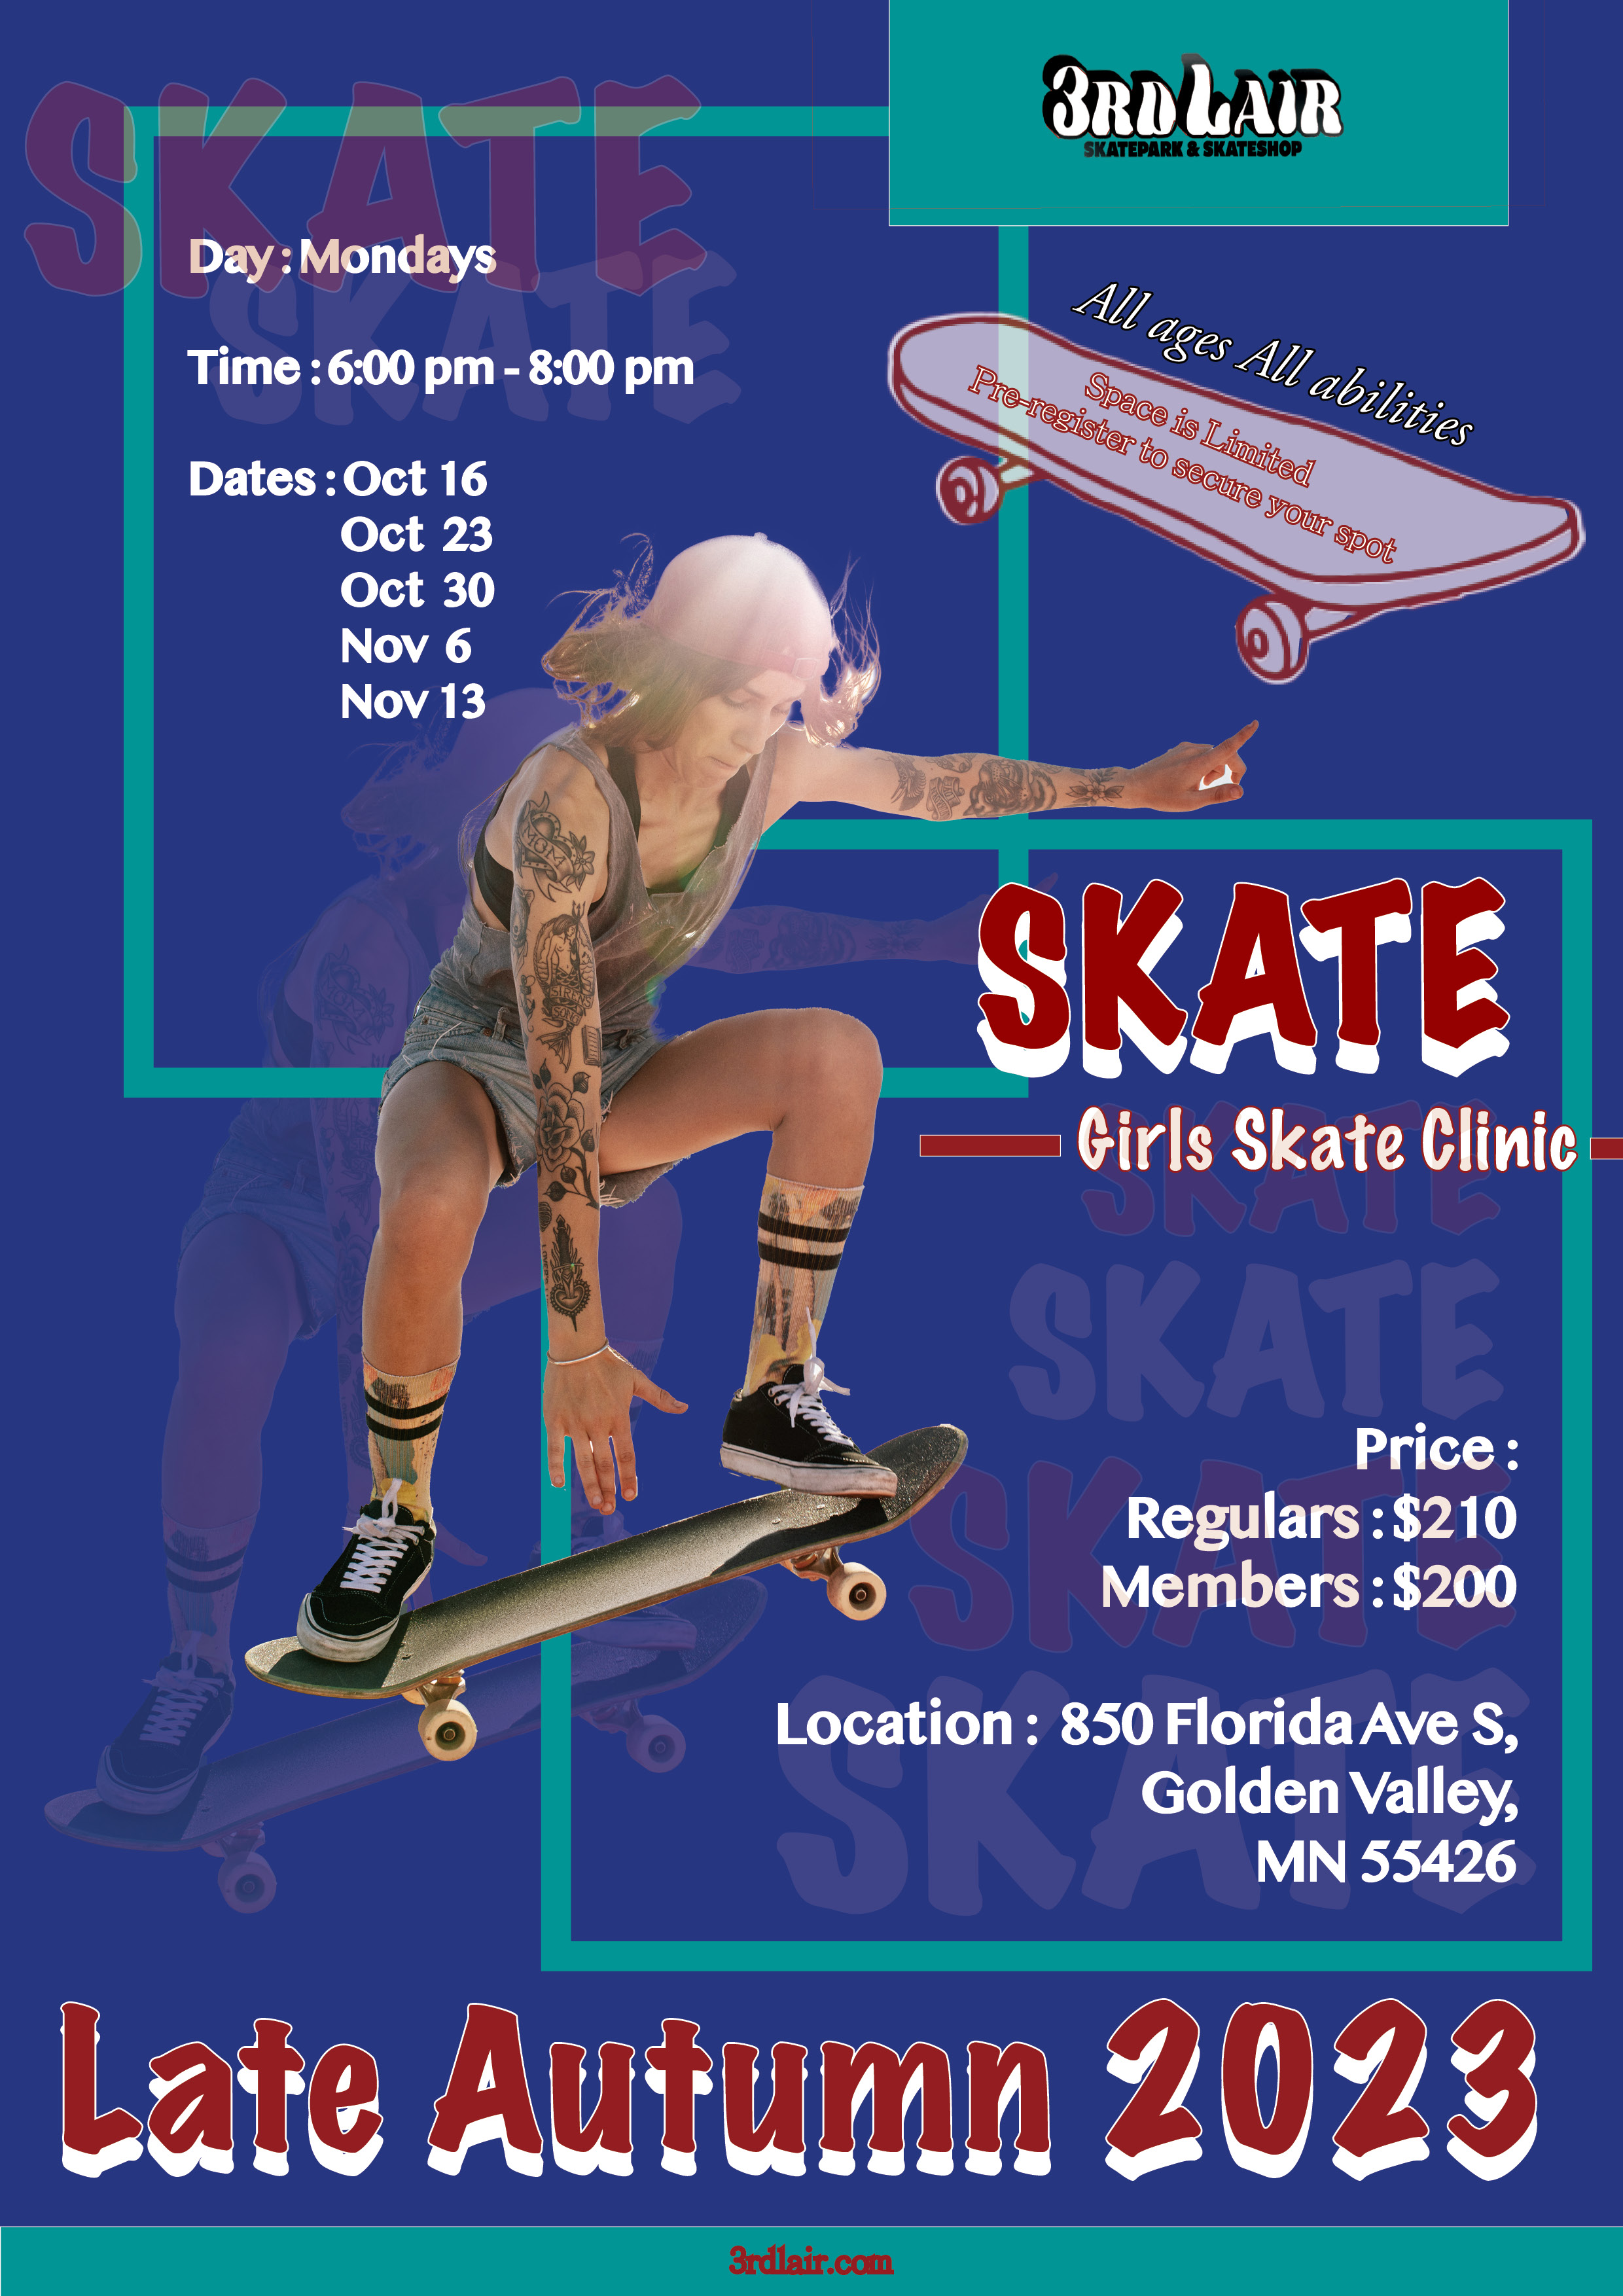 3RD LAIR
SKATEPARK & SKATESHOP
SKATE
SKATE
Day : Mondays
Time : 6:00 pm - 8:00 pm
Dates : Oct 16
Oct 23
Oct 30
Nov 6
Nov 13
All ages All abilities
Space is Limited
Pre-register to secure your spot
MOM
SIRENS
SONG
SKATE
Girls Skate Clinic
SKATE
SKATE
SKATE
Price :
Regulars : $210
Members : $200
SKATE
Location : 850 Florida Ave S,
Golden Valley,
MN 55426
Late Autumn 2023
3rdlair.com